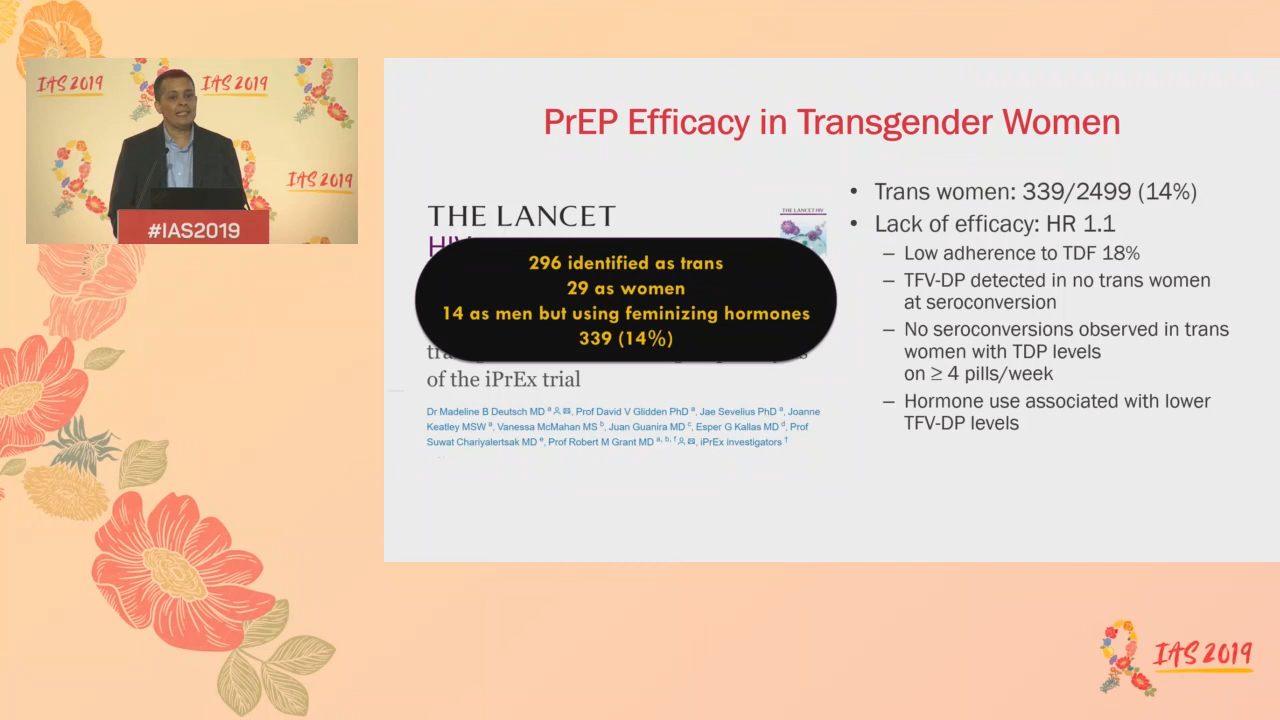 IAS 2019
IAS 2019
IAS 2019
#IAS2019
PrEP Efficacy in Transgender Women
THE LANCET
THE LANCET HIV
296 identified as trans
29 as women
14 as men but using feminizing hormones
339 (14%)
of the iPrEx trial
Dr Madeline B Deutsch MD a, Prof David V Glidden PhD a, Jae Sevelius PhD a, Joanne
Keatley MSW a, Vanessa McMahan MS b, Juan Guanira MD c, Esper G Kallas MD d, Prof
Suwat Chariyalertsak MD e, Prof Robert M Grant MD a, b, f, iPrEx investigators †
• Trans women: 339/2499 (14%)
• Lack of efficacy: HR 1.1
– Low adherence to TDF 18%
– TFV-DP detected in no trans women
at seroconversion
– No seroconversions observed in trans
women with TDP levels
on ≥ 4 pills/week
– Hormone use associated with lower
TFV-DP levels
IAS 2019